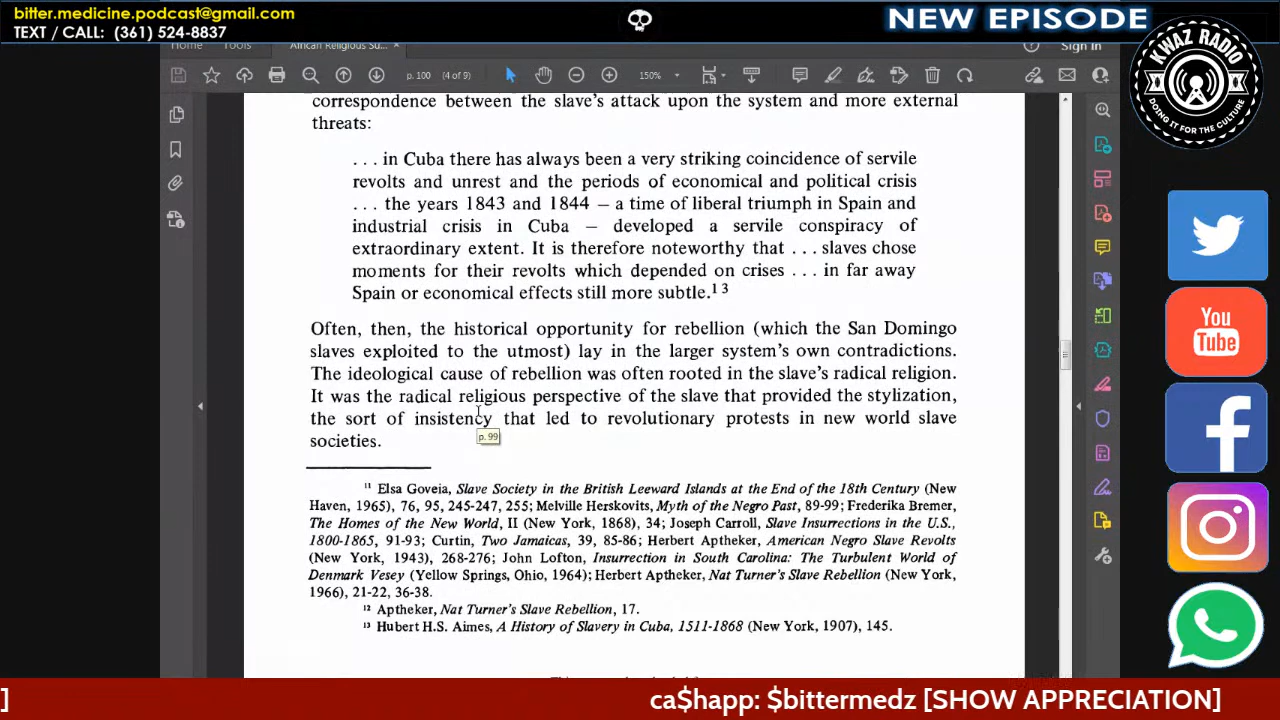 bitter.medicine.podcast@gmail.com
TEXT / CALL: (361) 524-8837
NEW EPISODE
KWAZ RADIO
DOING IT FOR THE CULTURE
Home Tools African Religious Su... × Sign In
p. 100 (4 of 9) 150%
correspondence between the slave's attack upon the system and more external
threats:
. . . in Cuba there has always been a very striking coincidence of servile
revolts and unrest and the periods of economical and political crisis
. . . the years 1843 and 1844 – a time of liberal triumph in Spain and
industrial crisis in Cuba – developed a servile conspiracy of
extraordinary extent. It is therefore noteworthy that . . . slaves chose
moments for their revolts which depended on crises . . . in far away
Spain or economical effects still more subtle.13
Often, then, the historical opportunity for rebellion (which the San Domingo
slaves exploited to the utmost) lay in the larger system's own contradictions.
The ideological cause of rebellion was often rooted in the slave's radical religion.
It was the radical religious perspective of the slave that provided the stylization,
the sort of insistency that led to revolutionary protests in new world slave
societies.
p. 99
11 Elsa Goveia, Slave Society in the British Leeward Islands at the End of the 18th Century (New
Haven, 1965), 76, 95, 245-247, 255; Melville Herskovits, Myth of the Negro Past, 89-99; Frederika Bremer,
The Homes of the New World, II (New York, 1868), 34; Joseph Carroll, Slave Insurrections in the U.S.,
1800-1865, 91-93; Curtin, Two Jamaicas, 39, 85-86; Herbert Aptheker, American Negro Slave Revolts
(New York, 1943), 268-276; John Lofton, Insurrection in South Carolina: The Turbulent World of
Denmark Vesey (Yellow Springs, Ohio, 1964); Herbert Aptheker, Nat Turner's Slave Rebellion (New York,
1966), 21-22, 36-38.
12 Aptheker, Nat Turner's Slave Rebellion, 17.
13 Hubert H.S. Aimes, A History of Slavery in Cuba, 1511-1868 (New York, 1907), 145.
You
Tube
] ca$happ: $bittermedz [SHOW APPRECIATION]